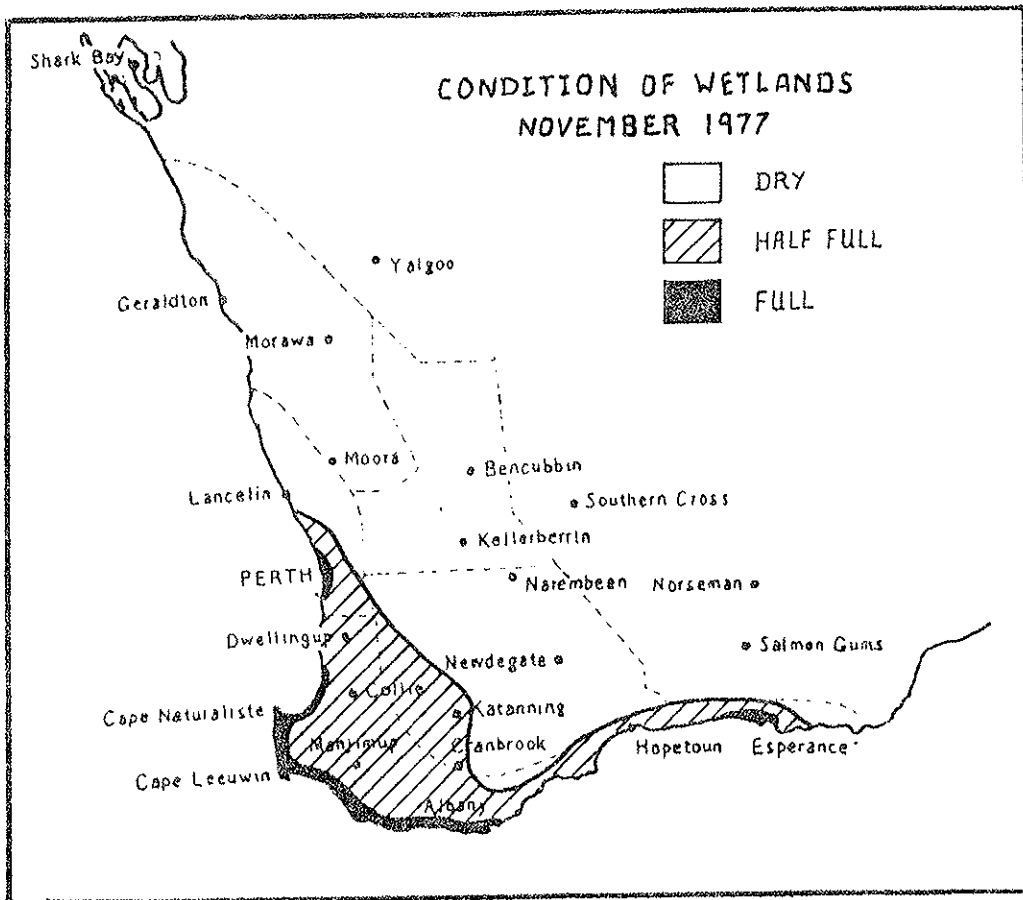 Shark Bay
CONDITION OF WETLANDS
NOVEMBER 1977
DRY
HALF FULL
FULL
Yalgoo
Geraldton
Morawa
Moora
Bencubbin
Lancelin
Southern Cross
Kellerberrin
PERTH
Narembeen
Norseman
Dwellingup
Newdegate
Salmon Gums
Collie
Cape Naturaliste
Katanning
Manjimup
Cranbrook
Hopetoun
Esperance
Cape Leeuwin
Albany